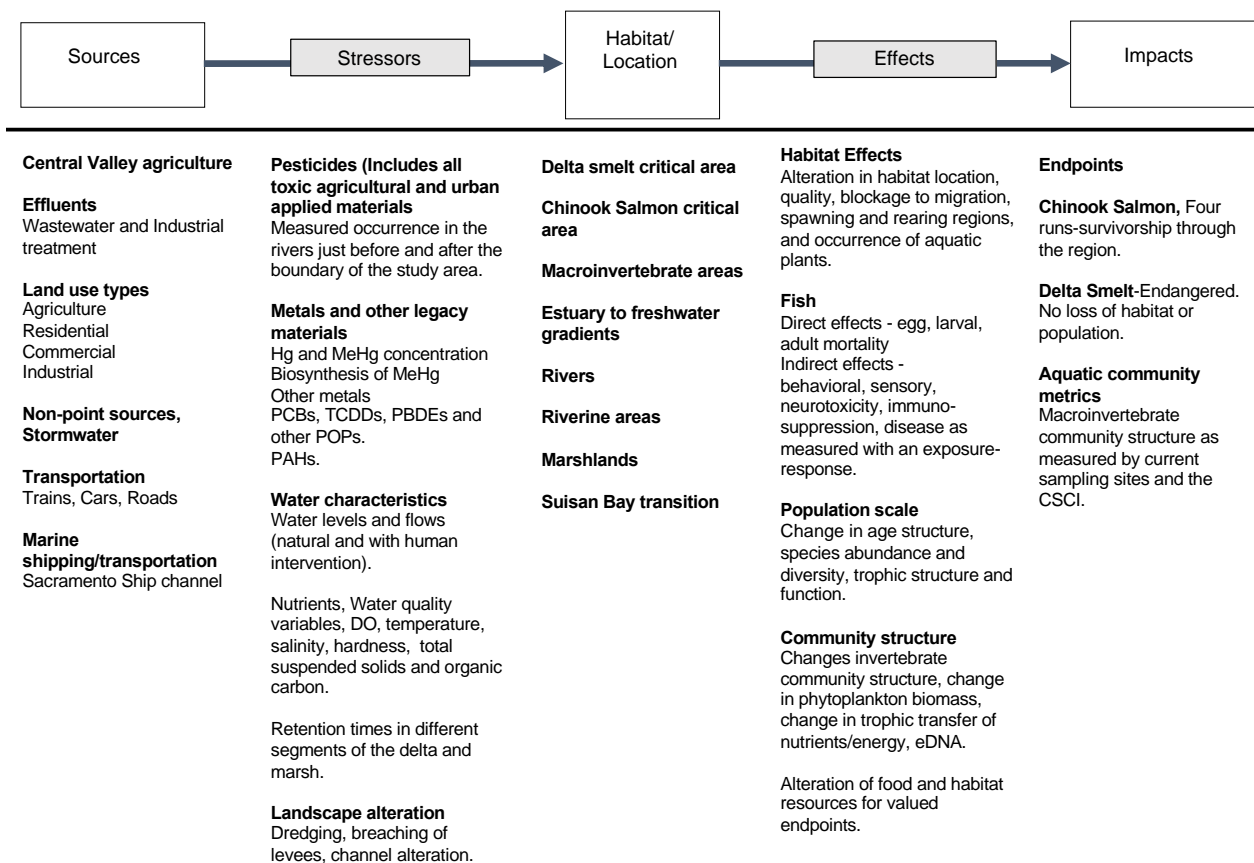 Sources
Stressors
Habitat/
Location
Effects
Impacts
Central Valley agriculture
Effluents
Wastewater and Industrial
treatment
Land use types
Agriculture
Residential
Commercial
Industrial
Non-point sources,
Stormwater
Transportation
Trains, Cars, Roads
Marine
shipping/transportation
Sacramento Ship channel
Pesticides (Includes all
toxic agricultural and urban
applied materials
Measured occurrence in the
rivers just before and after the
boundary of the study area.
Metals and other legacy
materials
Hg and MeHg concentration
Biosynthesis of MeHg
Other metals
PCBs, TCDDs, PBDEs and
other POPs.
PAHs.
Water characteristics
Water levels and flows
(natural and with human
intervention).
Nutrients, Water quality
variables, DO, temperature,
salinity, hardness, total
suspended solids and organic
carbon.
Retention times in different
segments of the delta and
marsh.
Landscape alteration
Dredging, breaching of
levees, channel alteration.
Delta smelt critical area
Chinook Salmon critical
area
Macroinvertebrate areas
Estuary to freshwater
gradients
Rivers
Riverine areas
Marshlands
Suisan Bay transition
Habitat Effects
Alteration in habitat location,
quality, blockage to migration,
spawning and rearing regions,
and occurrence of aquatic
plants.
Fish
Direct effects - egg, larval,
adult mortality
Indirect effects -
behavioral, sensory,
neurotoxicity, immuno-
suppression, disease as
measured with an exposure-
response.
Population scale
Change in age structure,
species abundance and
diversity, trophic structure and
function.
Community structure
Changes invertebrate
community structure, change
in phytoplankton biomass,
change in trophic transfer of
nutrients/energy, eDNA.
Alteration of food and habitat
resources for valued
endpoints.
Endpoints
Chinook Salmon, Four
runs-survivorship through
the region.
Delta Smelt-Endangered.
No loss of habitat or
population.
Aquatic community
metrics
Macroinvertebrate
community structure as
measured by current
sampling sites and the
CSCI.